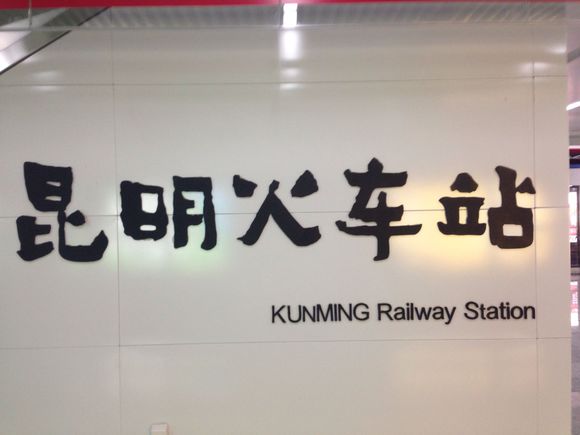 昆明火车站
KUNMING Railway Station